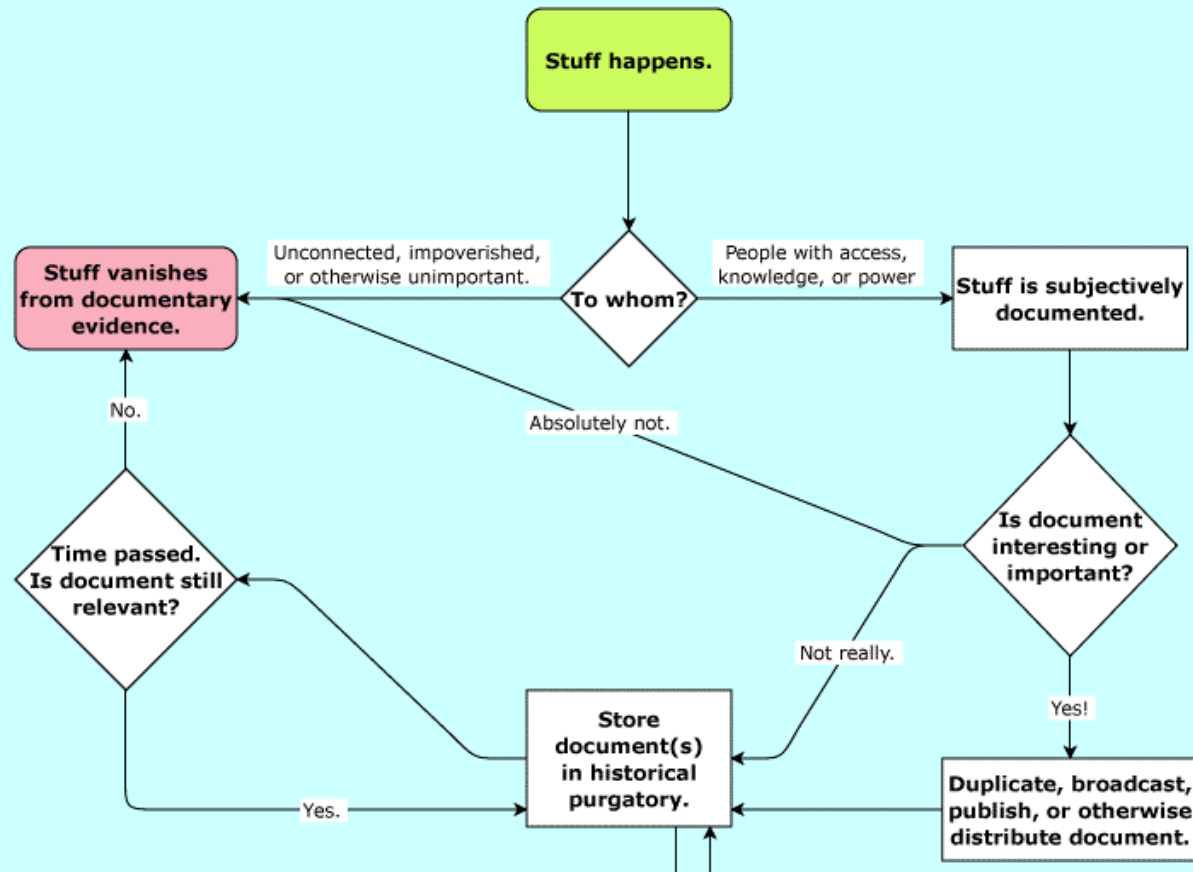 Stuff happens.
Unconnected, impoverished,
or otherwise unimportant.
People with access,
knowledge, or power
Stuff vanishes
from documentary
evidence.
To whom?
Stuff is subjectively
documented.
No.
Absolutely not.
Is document
interesting or
important?
Time passed.
Is document still
relevant?
Not really.
Yes!
Store
document(s)
in historical
purgatory.
Yes.
Duplicate, broadcast,
publish, or otherwise
distribute document.